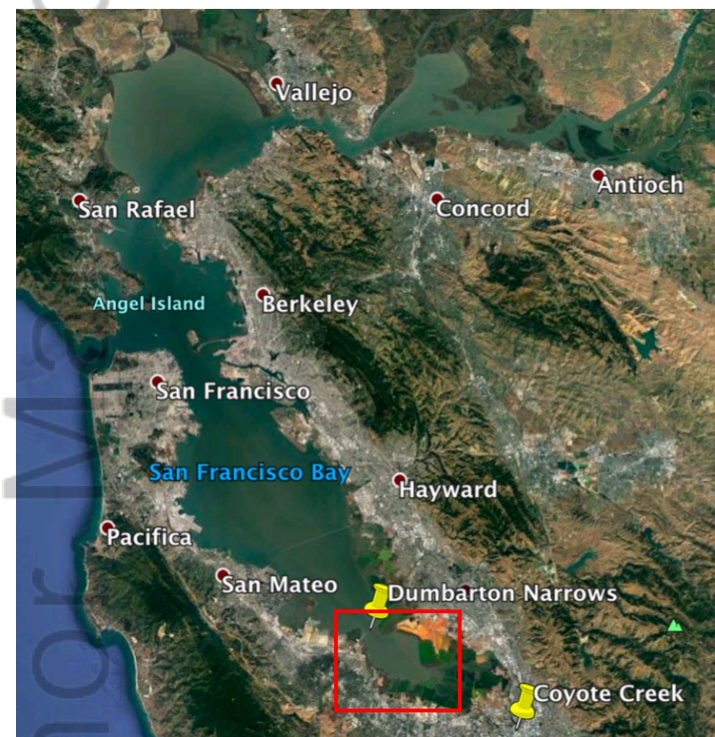 Vallejo
Antioch
San Rafael
Concord
Angel Island
Berkeley
San Francisco
San Francisco Bay
Hayward
Pacifica
San Mateo
Dumbarton Narrows
Coyote Creek